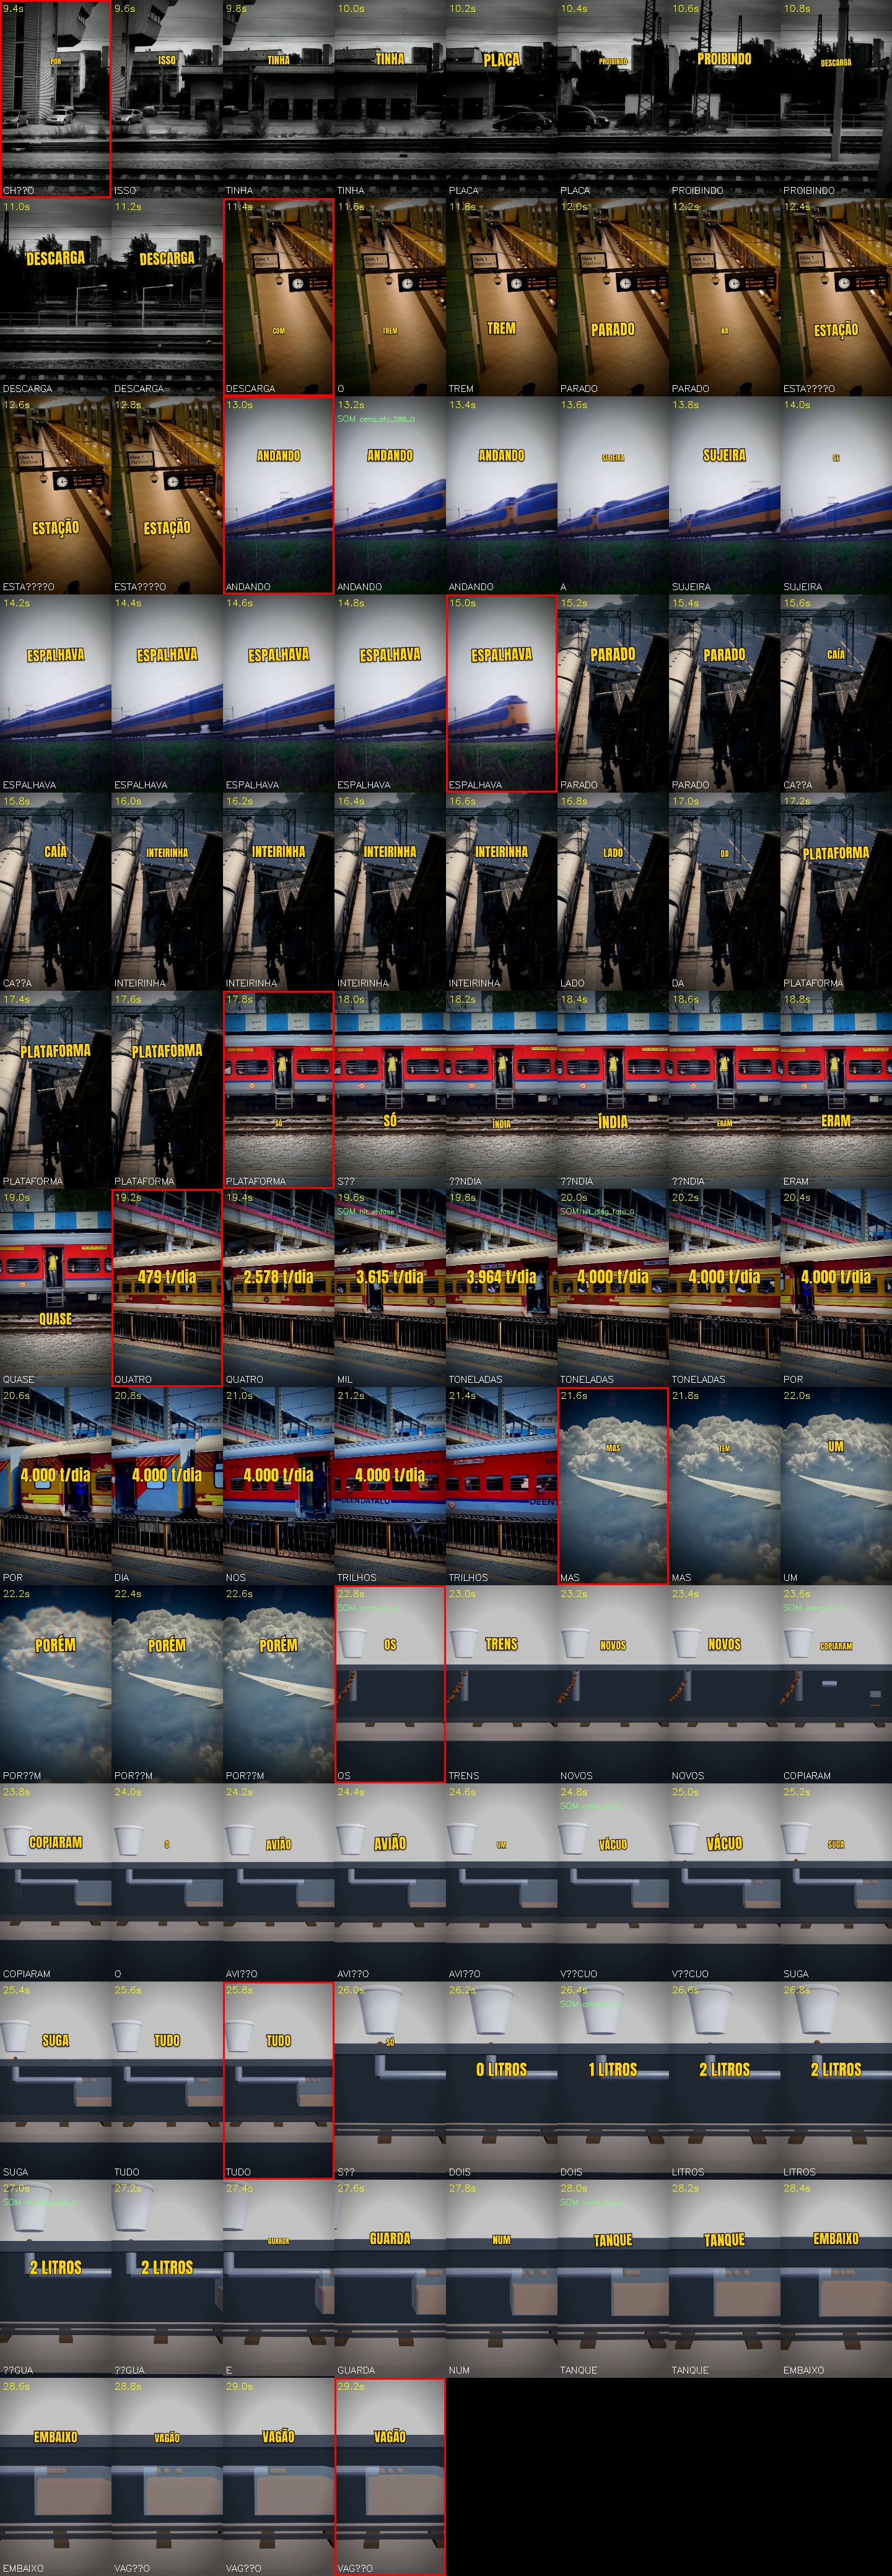 9.4s 9.6s 9.8s 10.0s 10.2s 10.4s 10.6s 10.8s
POR ISSO TINHA TINHA PLACA PROIBINDO PROIBINDO DESCARGA
CH??O ISSO TINHA TINHA PLACA PLACA PROIBINDO PROIBINDO
11.0s 11.2s 11.4s 11.6s 11.8s 12.0s 12.2s 12.4s
DESCARGA DESCARGA COM TREM TREM PARADO NA ESTAÇÃO
DESCARGA DESCARGA DESCARGA O TREM PARADO PARADO ESTA????O
12.6s 12.8s 13.0s 13.2s 13.4s 13.6s 13.8s 14.0s
ESTAÇÃO ESTAÇÃO ANDANDO ANDANDO ANDANDO SUJEIRA SUJEIRA SE
ESTA????O ESTA????O ANDANDO ANDANDO ANDANDO A SUJEIRA SUJEIRA
14.2s 14.4s 14.6s 14.8s 15.0s 15.2s 15.4s 15.6s
ESPALHAVA ESPALHAVA ESPALHAVA ESPALHAVA ESPALHAVA PARADO PARADO CAÍA
ESPALHAVA ESPALHAVA ESPALHAVA ESPALHAVA ESPALHAVA PARADO PARADO CA??A
15.8s 16.0s 16.2s 16.4s 16.6s 16.8s 17.0s 17.2s
CAÍA INTEIRINHA INTEIRINHA INTEIRINHA INTEIRINHA LADO DA PLATAFORMA
CA??A INTEIRINHA INTEIRINHA INTEIRINHA INTEIRINHA LADO DA PLATAFORMA
17.4s 17.6s 17.8s 18.0s 18.2s 18.4s 18.6s 18.8s
PLATAFORMA PLATAFORMA SÓ SÓ ÍNDIA ÍNDIA ERAM ERAM
PLATAFORMA PLATAFORMA PLATAFORMA S?? ??NDIA ??NDIA ??NDIA ERAM
19.0s 19.2s 19.4s 19.6s 19.8s 20.0s 20.2s 20.4s
QUASE 479 t/dia 2.578 t/dia 3.615 t/dia 3.964 t/dia 4.000 t/dia 4.000 t/dia 4.000 t/dia
QUASE QUATRO QUATRO MIL TONELADAS TONELADAS TONELADAS POR
20.6s 20.8s 21.0s 21.2s 21.4s 21.6s 21.8s 22.0s
4.000 t/dia 4.000 t/dia 4.000 t/dia 4.000 t/dia MAS TEM UM
DEENDAYALU
POR DIA NOS TRILHOS TRILHOS MAS MAS UM
22.2s 22.4s 22.6s 22.8s 23.0s 23.2s 23.4s 23.6s
PORÉM PORÉM PORÉM OS TRENS NOVOS NOVOS COPIARAM
POR??M POR??M POR??M OS TRENS NOVOS NOVOS COPIARAM
23.8s 24.0s 24.2s 24.4s 24.6s 24.8s 25.0s 25.2s
COPIARAM O AVIÃO AVIÃO UM VÁCUO VÁCUO SUGA
COPIARAM O AVI??O AVI??O AVI??O V??CUO V??CUO SUGA
25.4s 25.6s 25.8s 26.0s 26.2s 26.4s 26.6s 26.8s
SUGA TUDO TUDO SÓ 0 LITROS 1 LITROS 2 LITROS 2 LITROS
SUGA TUDO TUDO S?? DOIS DOIS LITROS LITROS
27.0s 27.2s 27.4s 27.6s 27.8s 28.0s 28.2s 28.4s
2 LITROS 2 LITROS GUARDA GUARDA NUM TANQUE TANQUE EMBAIXO
??GUA ??GUA E GUARDA NUM TANQUE TANQUE EMBAIXO
28.6s 28.8s 29.0s 29.2s
EMBAIXO VAGÃO VAGÃO VAGÃO
EMBAIXO VAG??O VAG??O VAG??O